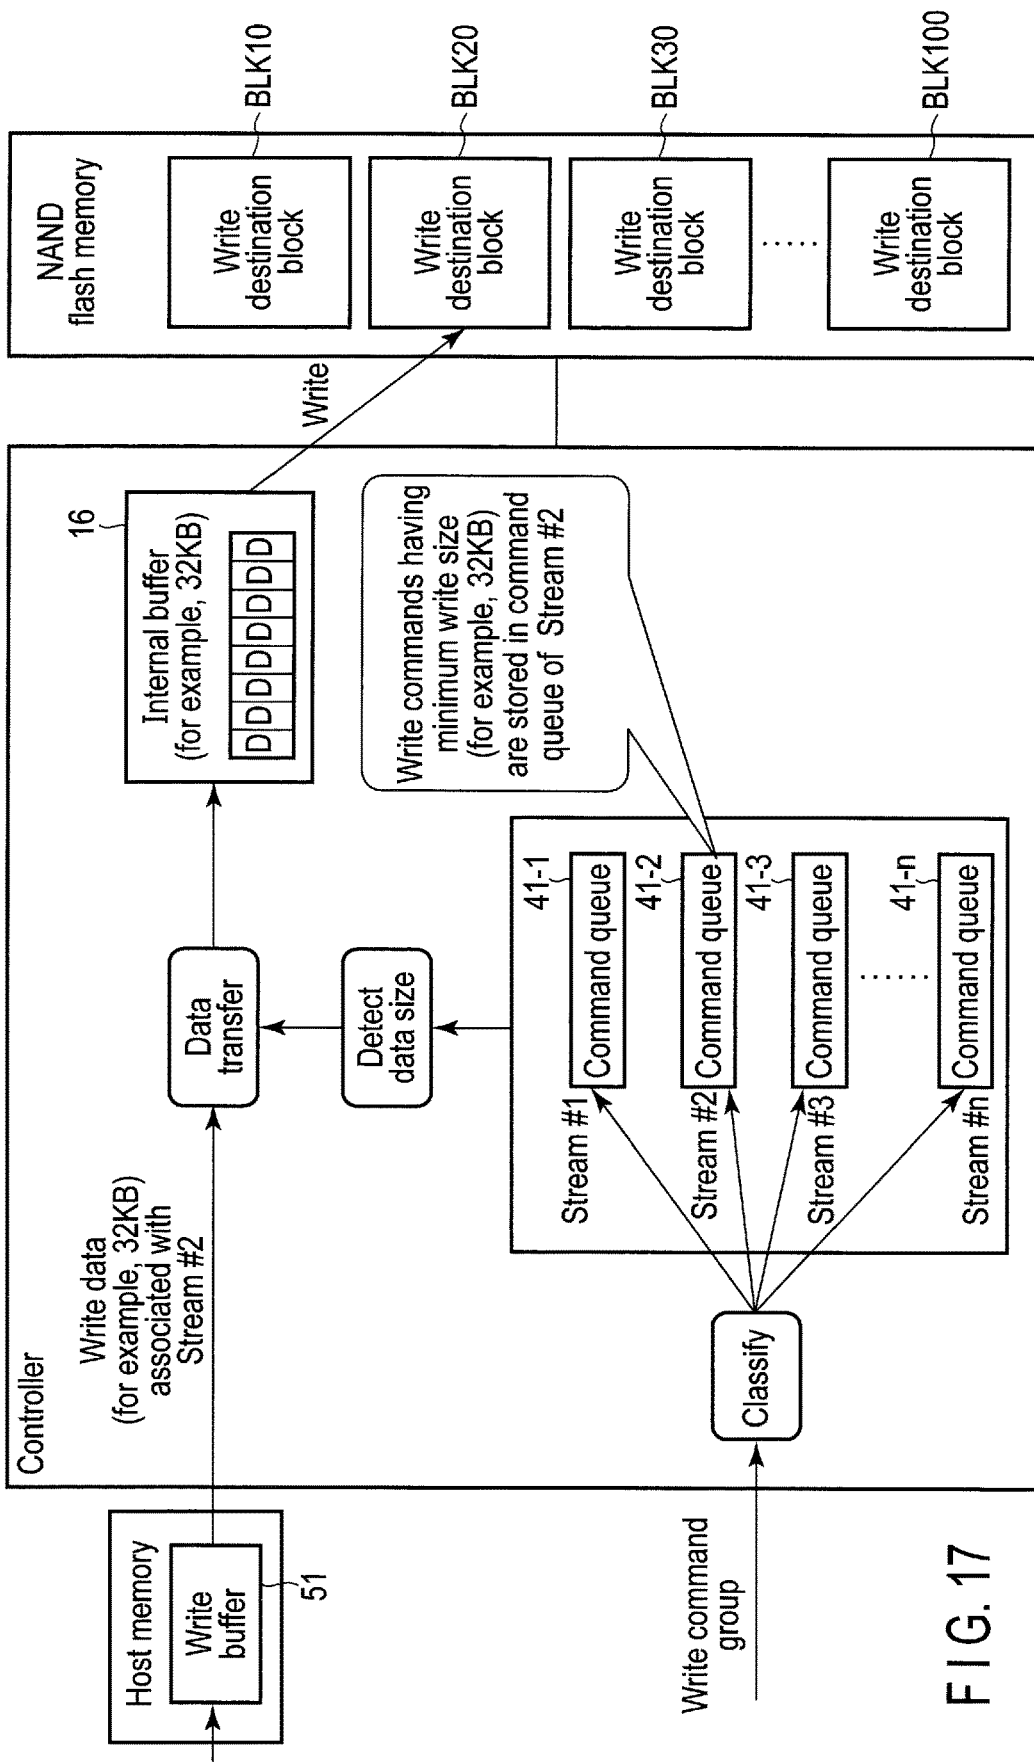 Host memory
Write
buffer
51
Controller
Write data
(for example, 32KB)
associated with
Stream #2
Data
transfer
Detect
data size
16
Internal buffer
(for example, 32KB)
D D D D D D D D
Write
Write commands having
minimum write size
(for example, 32KB)
are stored in command
queue of Stream #2
Write command
group
Classify
Stream #1
Command queue
41-1
Stream #2
Command queue
41-2
Stream #3
Command queue
41-3
Stream #n
Command queue
41-n
NAND
flash memory
Write
destination
block
BLK10
Write
destination
block
BLK20
Write
destination
block
BLK30
Write
destination
block
BLK100
FIG. 17